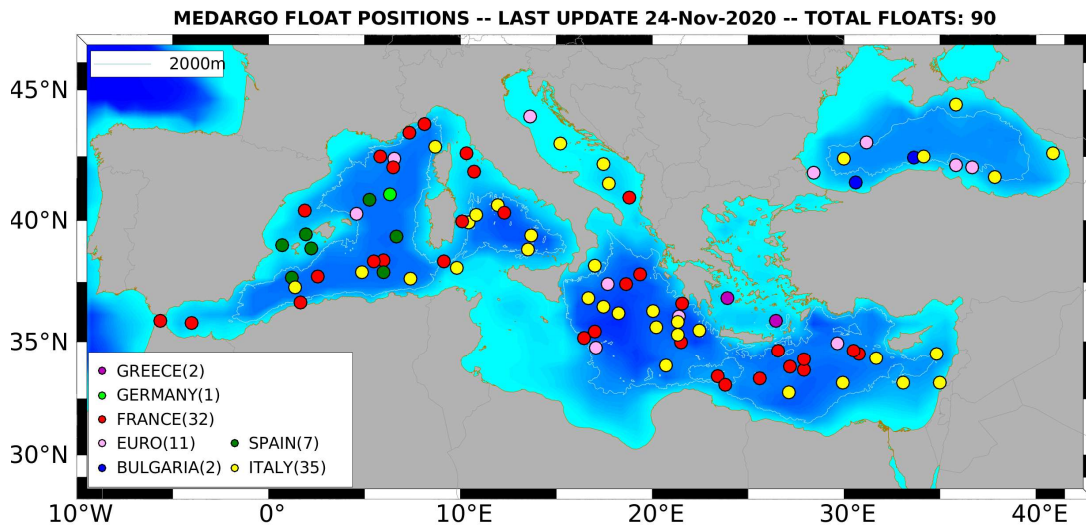 MEDARGO FLOAT POSITIONS -- LAST UPDATE 24-Nov-2020 -- TOTAL FLOATS: 90
2000m
45°N
40°N
35°N
30°N
GREECE(2)
GERMANY(1)
FRANCE(32)
EURO(11) SPAIN(7)
BULGARIA(2) ITALY(35)
10°W 0° 10°E 20°E 30°E 40°E